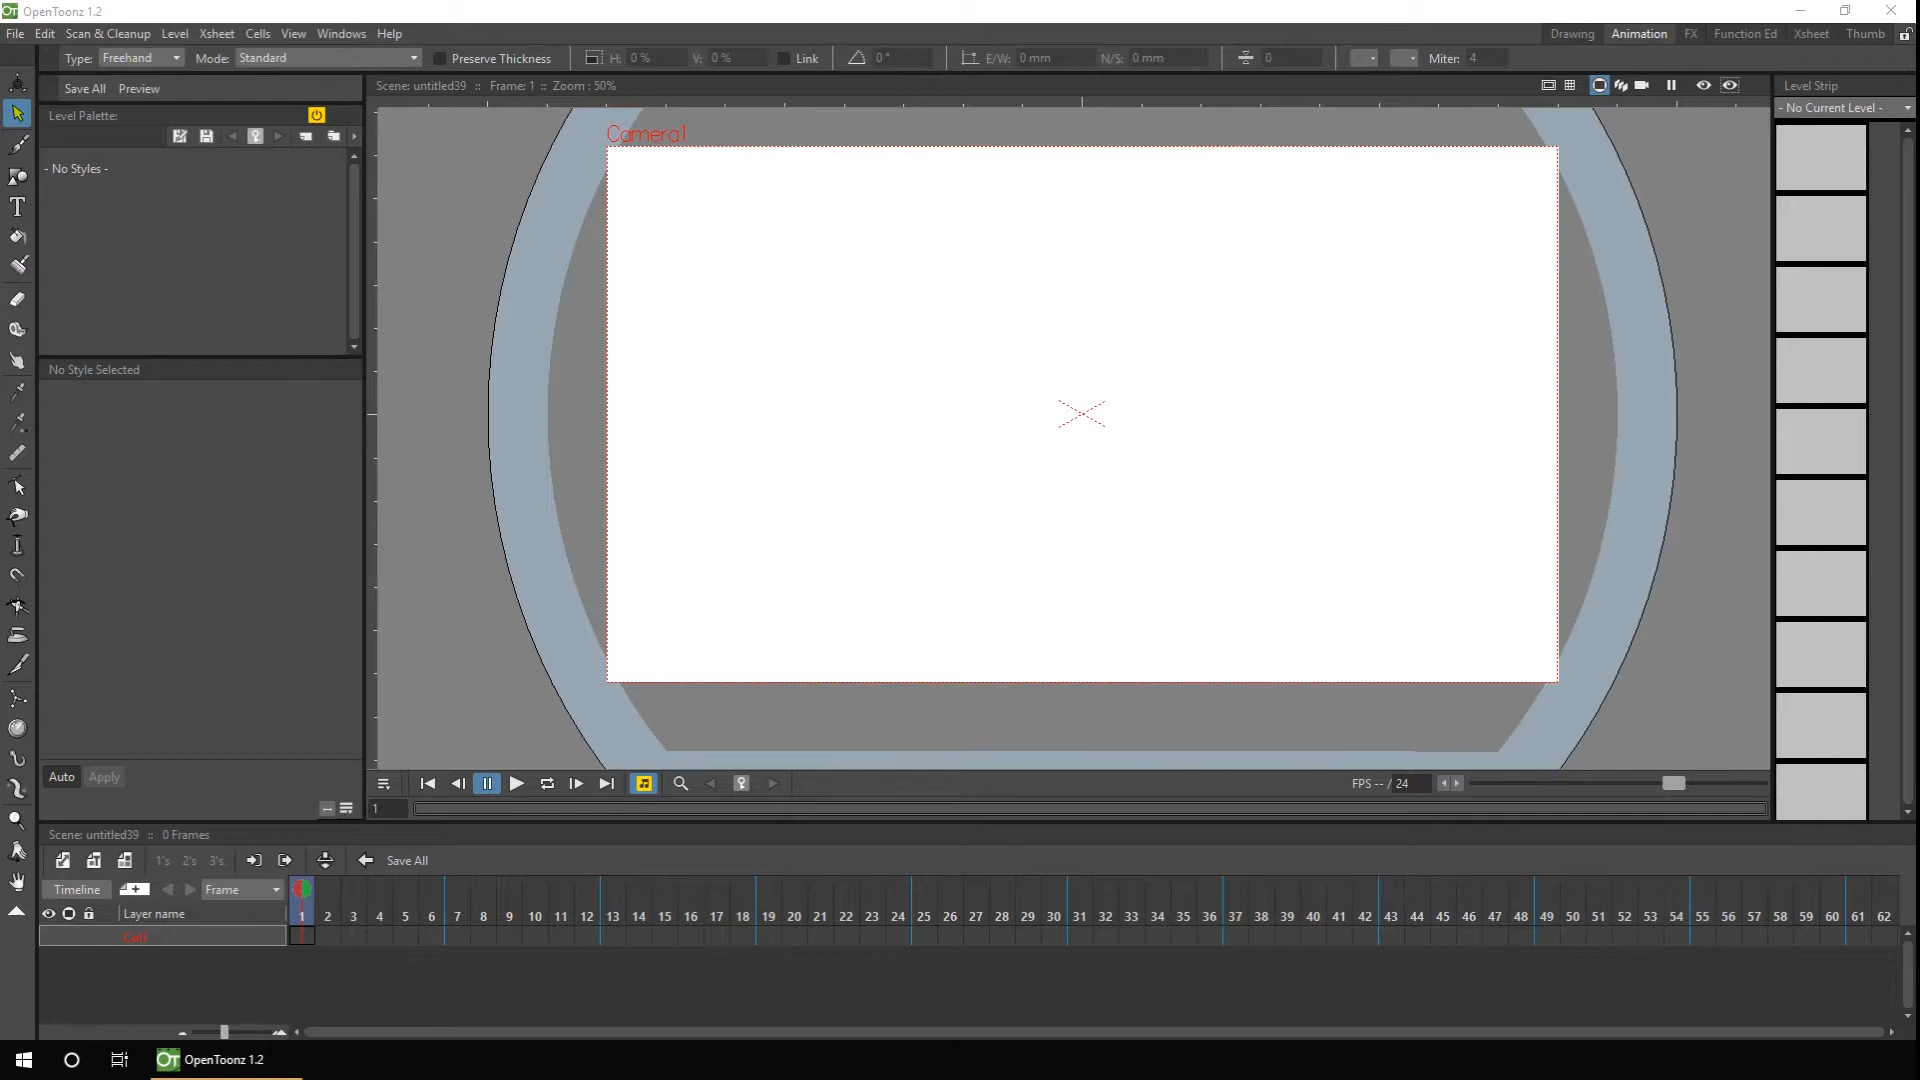 OpenToonz 1.2
File Edit Scan & Cleanup Level Xsheet Cells View Windows Help
Drawing Animation FX Function Ed Xsheet Thumb
Type: Freehand Mode: Standard Preserve Thickness H: 0 % V: 0 % Link 0 ° E/W: 0 mm N/S: 0 mm 0 Miter: 4
Save All Preview
Scene: untitled39 :: Frame: 1 :: Zoom : 50%
Level Strip
Level Palette:
- No Current Level -
Camera1
- No Styles -
No Style Selected
Auto Apply
FPS -- / 24
1
Scene: untitled39 :: 0 Frames
1's 2's 3's Save All
Timeline Frame
1 2 3 4 5 6 7 8 9 10 11 12 13 14 15 16 17 18 19 20 21 22 23 24 25 26 27 28 29 30 31 32 33 34 35 36 37 38 39 40 41 42 43 44 45 46 47 48 49 50 51 52 53 54 55 56 57 58 59 60 61 62
Layer name
Col1
OT OpenToonz 1.2